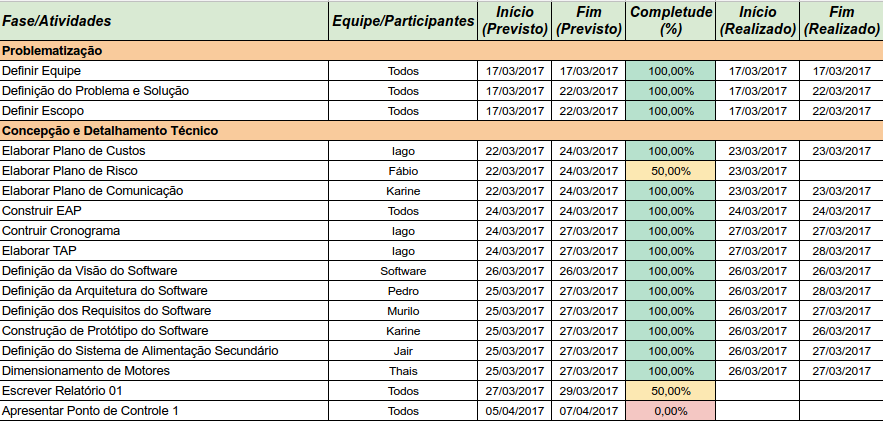 Fase/Atividades Equipe/Participantes Início (Previsto) Fim (Previsto) Completude (%) Início (Realizado) Fim (Realizado)
Problematização
Definir Equipe Todos 17/03/2017 17/03/2017 100,00% 17/03/2017 17/03/2017
Definição do Problema e Solução Todos 17/03/2017 22/03/2017 100,00% 17/03/2017 22/03/2017
Definir Escopo Todos 17/03/2017 22/03/2017 100,00% 17/03/2017 22/03/2017
Concepção e Detalhamento Técnico
Elaborar Plano de Custos Iago 22/03/2017 24/03/2017 100,00% 23/03/2017 23/03/2017
Elaborar Plano de Risco Fábio 22/03/2017 24/03/2017 50,00% 23/03/2017
Elaborar Plano de Comunicação Karine 22/03/2017 24/03/2017 100,00% 23/03/2017 23/03/2017
Construir EAP Todos 24/03/2017 24/03/2017 100,00% 24/03/2017 24/03/2017
Contruir Cronograma Iago 24/03/2017 27/03/2017 100,00% 27/03/2017 27/03/2017
Elaborar TAP Iago 24/03/2017 27/03/2017 100,00% 27/03/2017 28/03/2017
Definição da Visão do Software Software 26/03/2017 26/03/2017 100,00% 26/03/2017 26/03/2017
Definição da Arquitetura do Software Pedro 25/03/2017 27/03/2017 100,00% 26/03/2017 28/03/2017
Definição dos Requisitos do Software Murilo 25/03/2017 27/03/2017 100,00% 26/03/2017 27/03/2017
Construção de Protótipo do Software Karine 25/03/2017 27/03/2017 100,00% 26/03/2017 26/03/2017
Definição do Sistema de Alimentação Secundário Jair 25/03/2017 27/03/2017 100,00% 26/03/2017 27/03/2017
Dimensionamento de Motores Thais 25/03/2017 27/03/2017 100,00% 26/03/2017 27/03/2017
Escrever Relatório 01 Todos 27/03/2017 29/03/2017 50,00%
Apresentar Ponto de Controle 1 Todos 05/04/2017 07/04/2017 0,00%